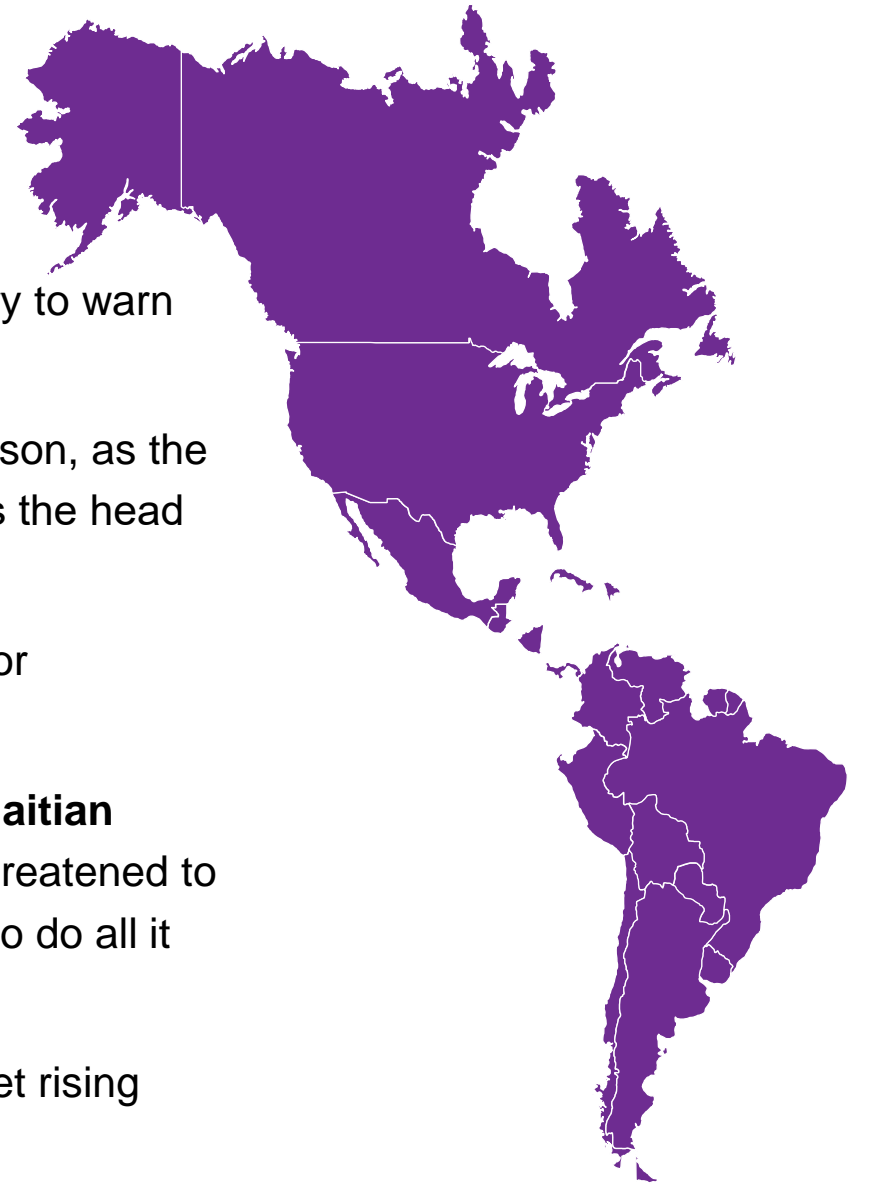 y to warn
son, as the
s the head
or
aitian
reatened to
o do all it
et rising